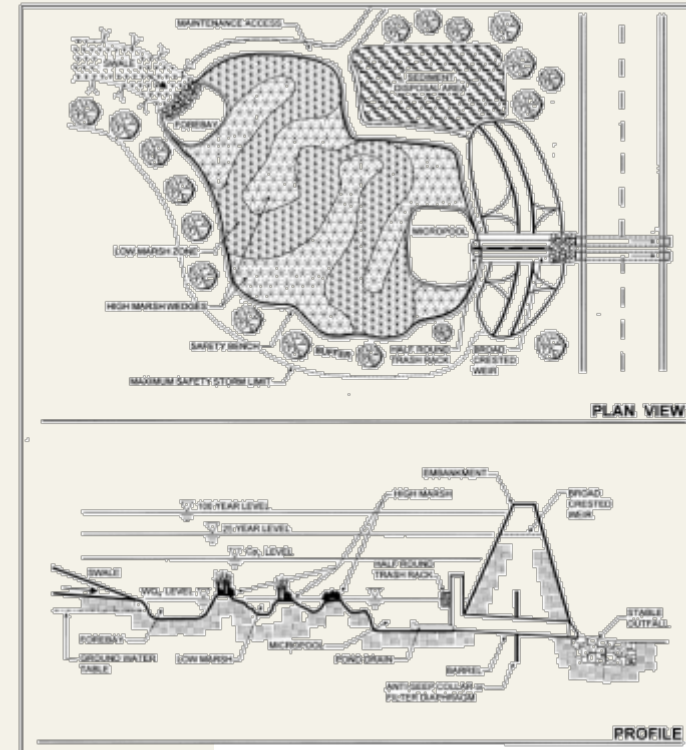 MAINTENANCE ACCESS
SWALE
SEDIMENT
DISPOSAL AREA
FOREBAY
MICROPOOL
LOW MARSH ZONE
HIGH MARSH WEDGES
SAFETY BENCH
BUFFER
HALF ROUND
TRASH RACK
BROAD
CRESTED
WEIR
MAXIMUM SAFETY STORM LIMIT
PLAN VIEW
EMBANKMENT
HIGH MARSH
BROAD
CRESTED
WEIR
100 YEAR LEVEL
25 YEAR LEVEL
LEVEL
HALF ROUND
TRASH RACK
SWALE
LEVEL
STABLE
OUTFALL
FOREBAY
MICROPOOL
GROUND WATER
TABLE
LOW MARSH
POND DRAIN
BARREL
ANTI-SEEP COLLAR or
FILTER DIAPHRAGM
PROFILE